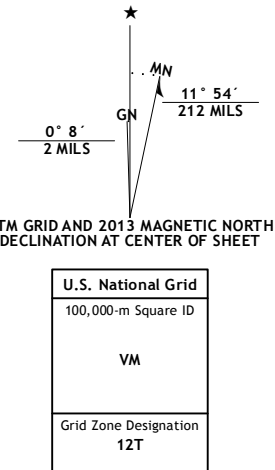 ★
MN
11° 54´
212 MILS
GN
0° 8´
2 MILS
TM GRID AND 2013 MAGNETIC NORTH
DECLINATION AT CENTER OF SHEET
U.S. National Grid
100,000-m Square ID
VM
Grid Zone Designation
12T